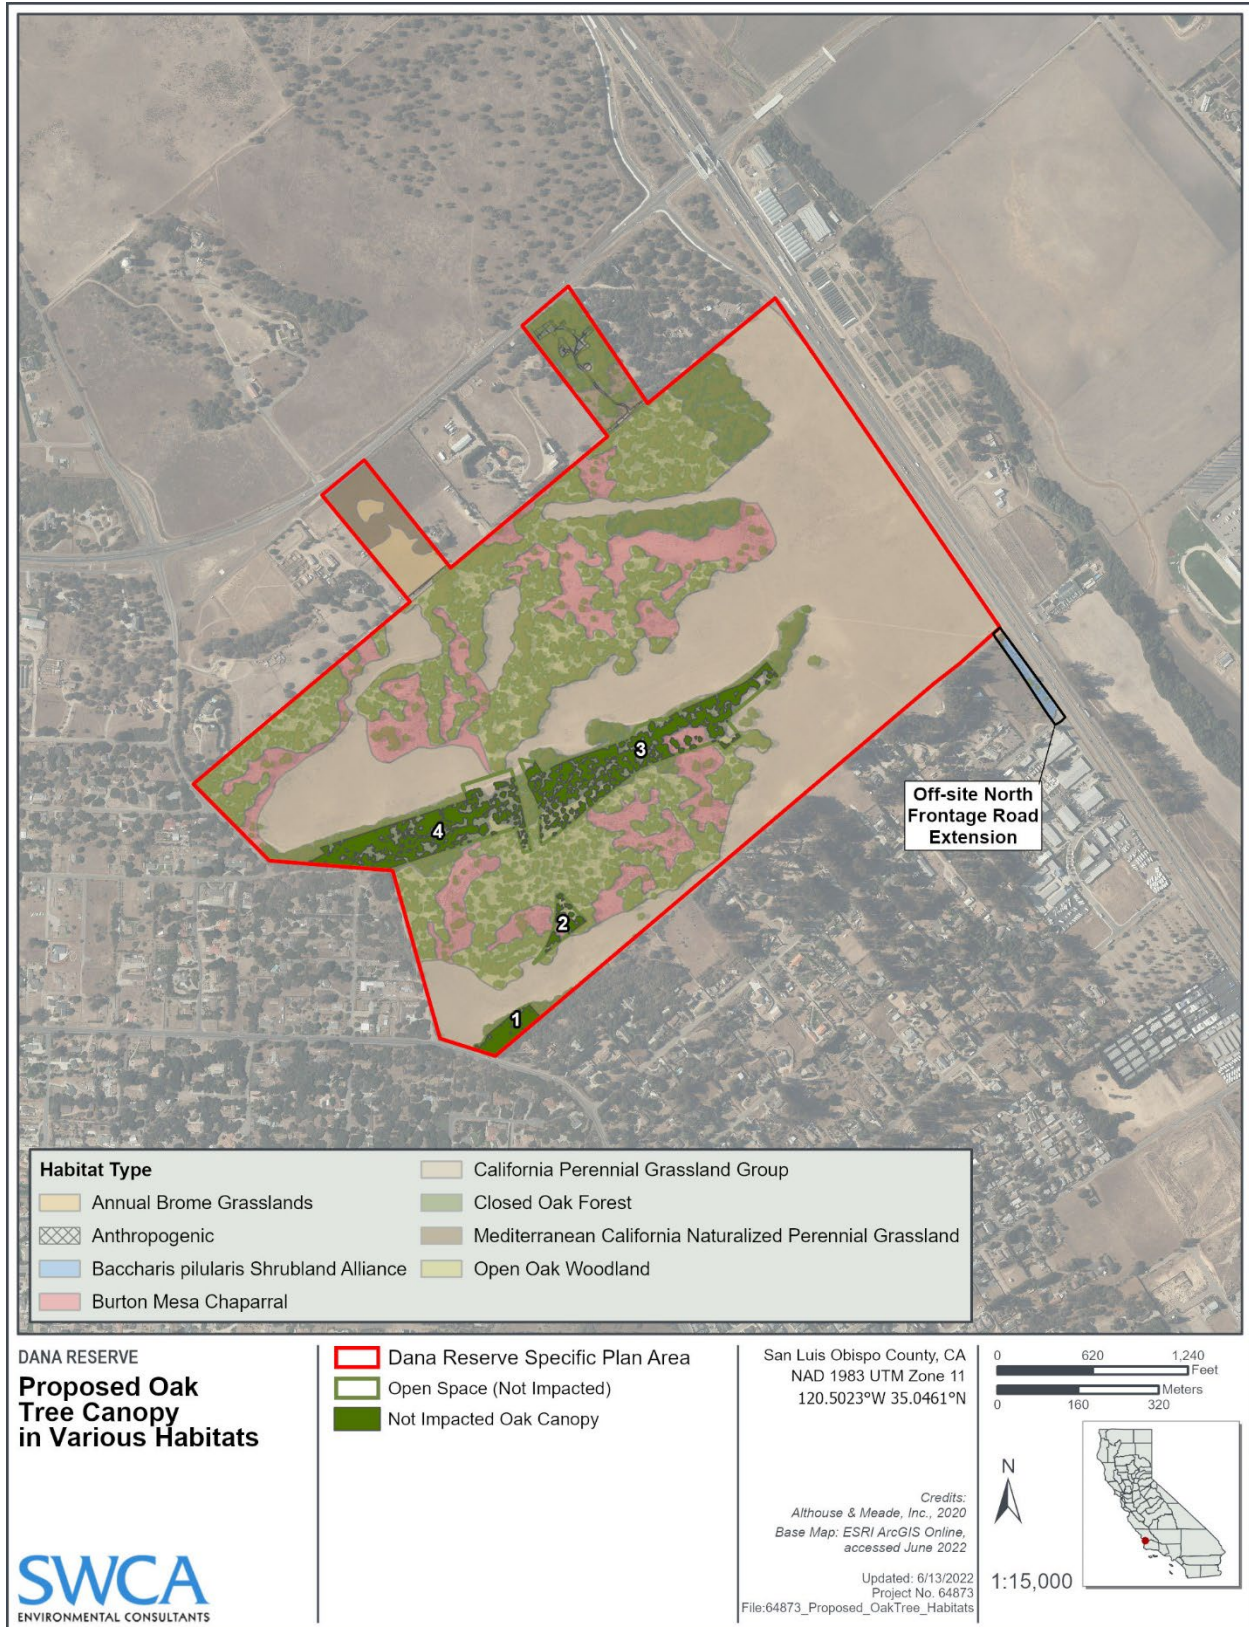 3
4
2
1
Off-site North
Frontage Road
Extension
Habitat Type
Annual Brome Grasslands
Anthropogenic
Baccharis pilularis Shrubland Alliance
Burton Mesa Chaparral
California Perennial Grassland Group
Closed Oak Forest
Mediterranean California Naturalized Perennial Grassland
Open Oak Woodland
DANA RESERVE
Proposed Oak
Tree Canopy
in Various Habitats
SWCA
ENVIRONMENTAL CONSULTANTS
Dana Reserve Specific Plan Area
Open Space (Not Impacted)
Not Impacted Oak Canopy
San Luis Obispo County, CA
NAD 1983 UTM Zone 11
120.5023°W 35.0461°N
Credits:
Althouse & Meade, Inc., 2020
Base Map: ESRI ArcGIS Online,
accessed June 2022
Updated: 6/13/2022
Project No. 64873
File:64873_Proposed_OakTree_Habitats
0 620 1,240
Feet
Meters
0 160 320
N
1:15,000